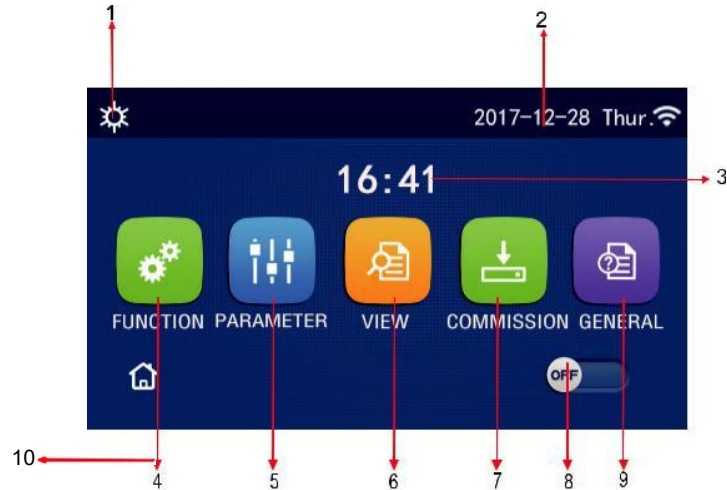 1
2
2017-12-28 Thur.
16:41
3
FUNCTION PARAMETER VIEW COMMISSION GENERAL
OFF
10
4 5 6 7 8 9